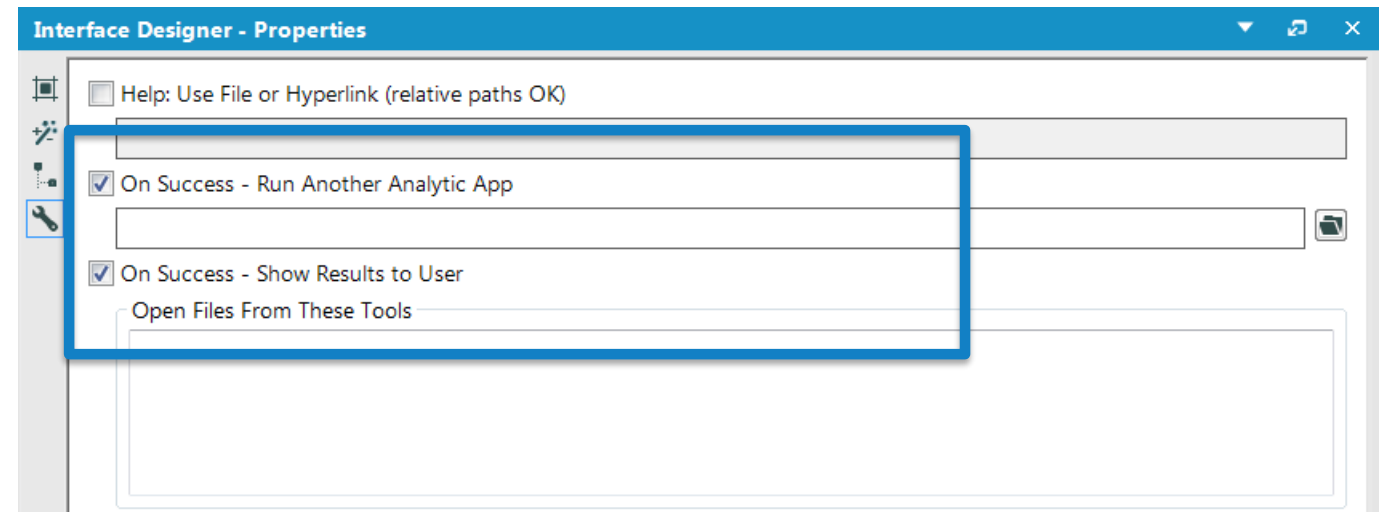 Interface Designer - Properties
Help: Use File or Hyperlink (relative paths OK)
On Success - Run Another Analytic App
On Success - Show Results to User
Open Files From These Tools